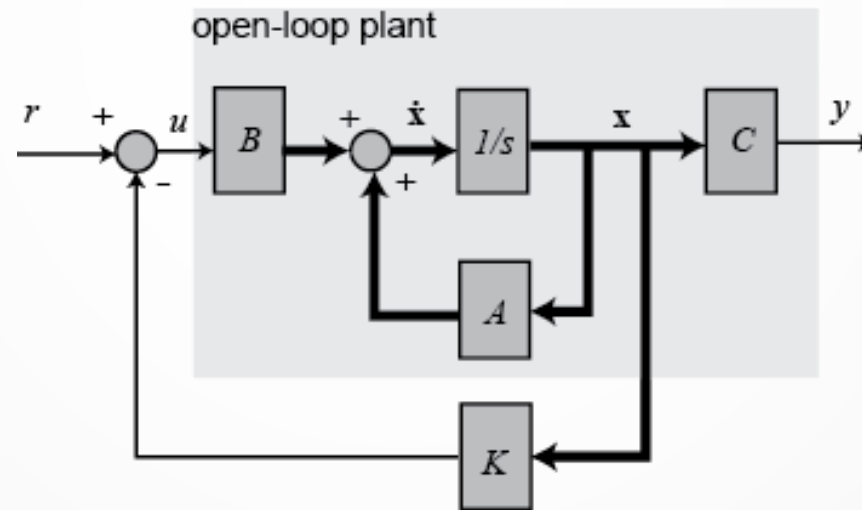 open-loop plant
r
+
-
u
B
+
+
ẋ
1/s
x
C
y
A
K